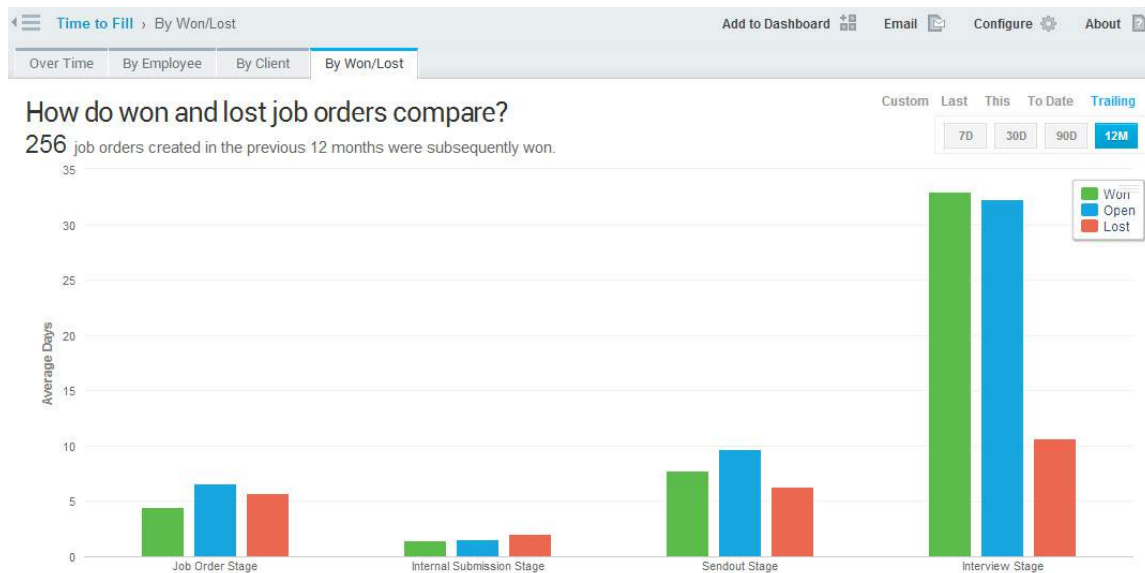 Time to Fill › By Won/Lost
Add to Dashboard Email Configure About
Over Time By Employee By Client By Won/Lost
How do won and lost job orders compare?
256 job orders created in the previous 12 months were subsequently won.
Custom Last This To Date Trailing
7D 30D 90D 12M
35
30
25
20
15
10
5
0
Average Days
Won
Open
Lost
Job Order Stage Internal Submission Stage Sendout Stage Interview Stage